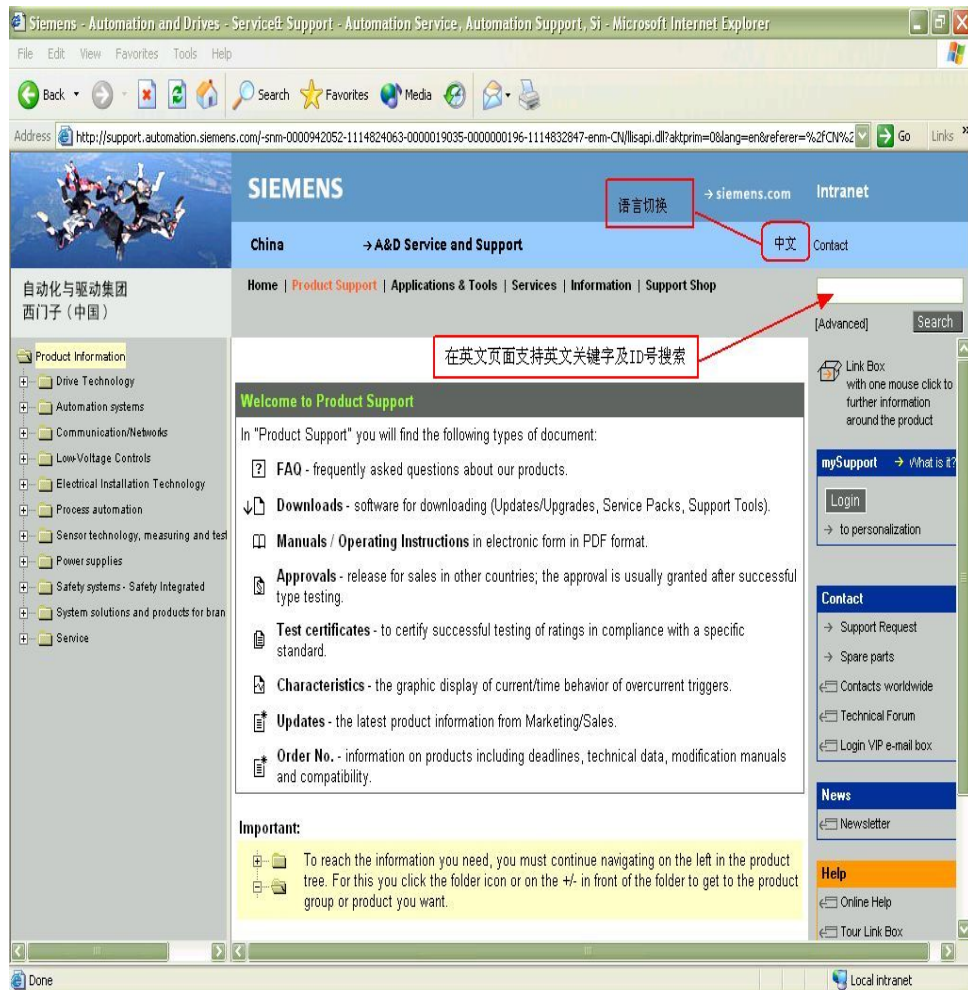 Siemens - Automation and Drives - Service& Support - Automation Service, Automation Support, Si - Microsoft Internet Explorer
File Edit View Favorites Tools Help
Back Search Favorites Media
Address http://support.automation.siemens.com/-snm-0000942052-1114824063-0000019035-0000000196-1114832847-enm-CN/llisapi.dll?aktprim=0&lang=en&referer=%2fCN%2 Go Links »
SIEMENS
语言切换
→ siemens.com Intranet
China → A&D Service and Support 中文 Contact
自动化与驱动集团
西门子（中国）
Home | Product Support | Applications & Tools | Services | Information | Support Shop
[Advanced] Search
在英文页面支持英文关键字及ID号搜索
Product Information
Drive Technology
Automation systems
Communication/Networks
Low-Voltage Controls
Electrical Installation Technology
Process automation
Sensor technology, measuring and test
Power supplies
Safety systems - Safety Integrated
System solutions and products for bran
Service
Welcome to Product Support
In "Product Support" you will find the following types of document:
FAQ - frequently asked questions about our products.
Downloads - software for downloading (Updates/Upgrades, Service Packs, Support Tools).
Manuals / Operating Instructions in electronic form in PDF format.
Approvals - release for sales in other countries; the approval is usually granted after successful
type testing.
Test certificates - to certify successful testing of ratings in compliance with a specific
standard.
Characteristics - the graphic display of current/time behavior of overcurrent triggers.
Updates - the latest product information from Marketing/Sales.
Order No. - information on products including deadlines, technical data, modification manuals
and compatibility.
Important:
To reach the information you need, you must continue navigating on the left in the product
tree. For this you click the folder icon or on the +/- in front of the folder to get to the product
group or product you want.
Link Box
with one mouse click to
further information
around the product
mySupport → What is it?
Login
→ to personalization
Contact
→ Support Request
→ Spare parts
Contacts worldwide
Technical Forum
Login VIP e-mail box
News
Newsletter
Help
Online Help
Tour Link Box
Done Local intranet